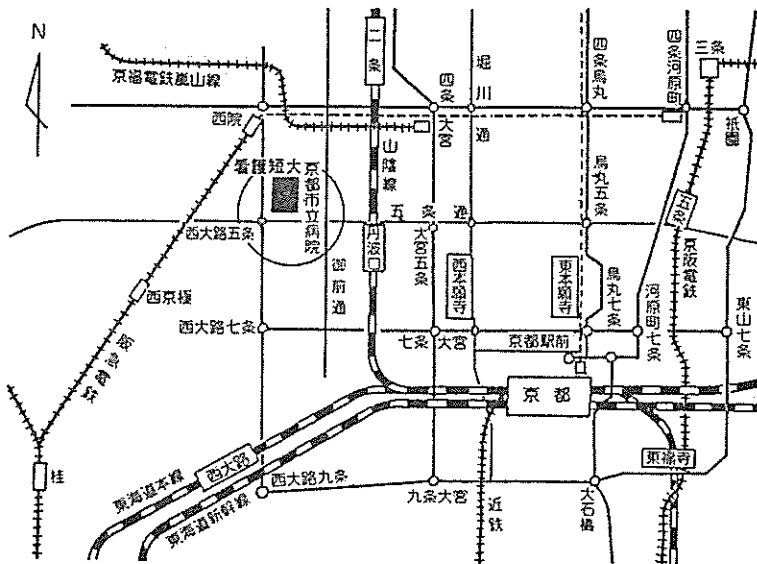 N
二条
三条
京福電鉄嵐山線
四条
大宮
堀川通
四条烏丸
四条河原町
祇園
西院
看護短大
京都市立病院
山陰線
烏丸五条
五条
五条通
京阪電鉄
西大路五条
丹波口
大宮五条
西本願寺
東本願寺
烏丸七条
河原町七条
東山七条
御前通
西京極
阪急電鉄
西大路七条
七条大宮
京都駅前
京都
桂
東海道本線
西大路
東海道新幹線
西大路九条
九条大宮
近鉄
大石橋
東福寺